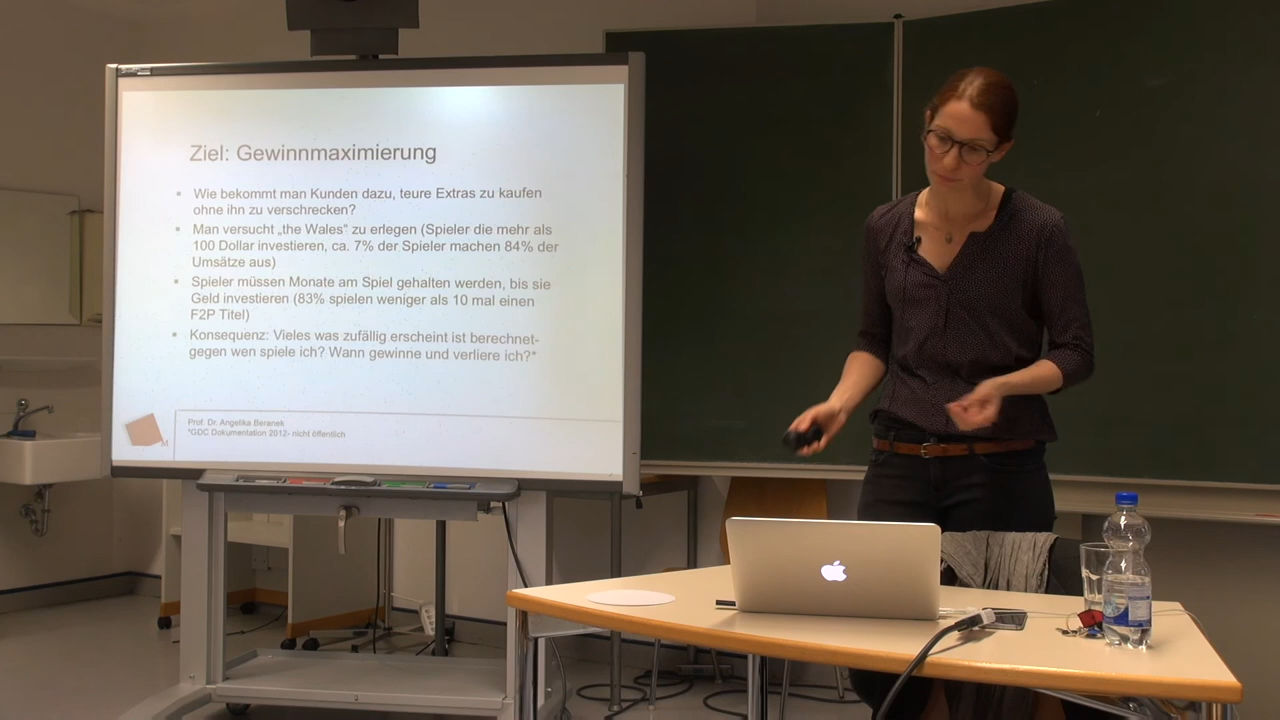 Ziel: Gewinnmaximierung
Wie bekommt man Kunden dazu, teure Extras zu kaufen
ohne ihn zu verschrecken?
Man versucht „the Wales“ zu erlegen (Spieler die mehr als
100 Dollar investieren, ca. 7% der Spieler machen 84% der
Umsätze aus)
Spieler müssen Monate am Spiel gehalten werden, bis sie
Geld investieren (83% spielen weniger als 10 mal einen
F2P Titel)
Konsequenz: Vieles was zufällig erscheint ist berechnet-
gegen wen spiele ich? Wann gewinne und verliere ich?*
Prof. Dr. Angelika Beranek
*GDC Dokumentation 2012- nicht öffentlich
M